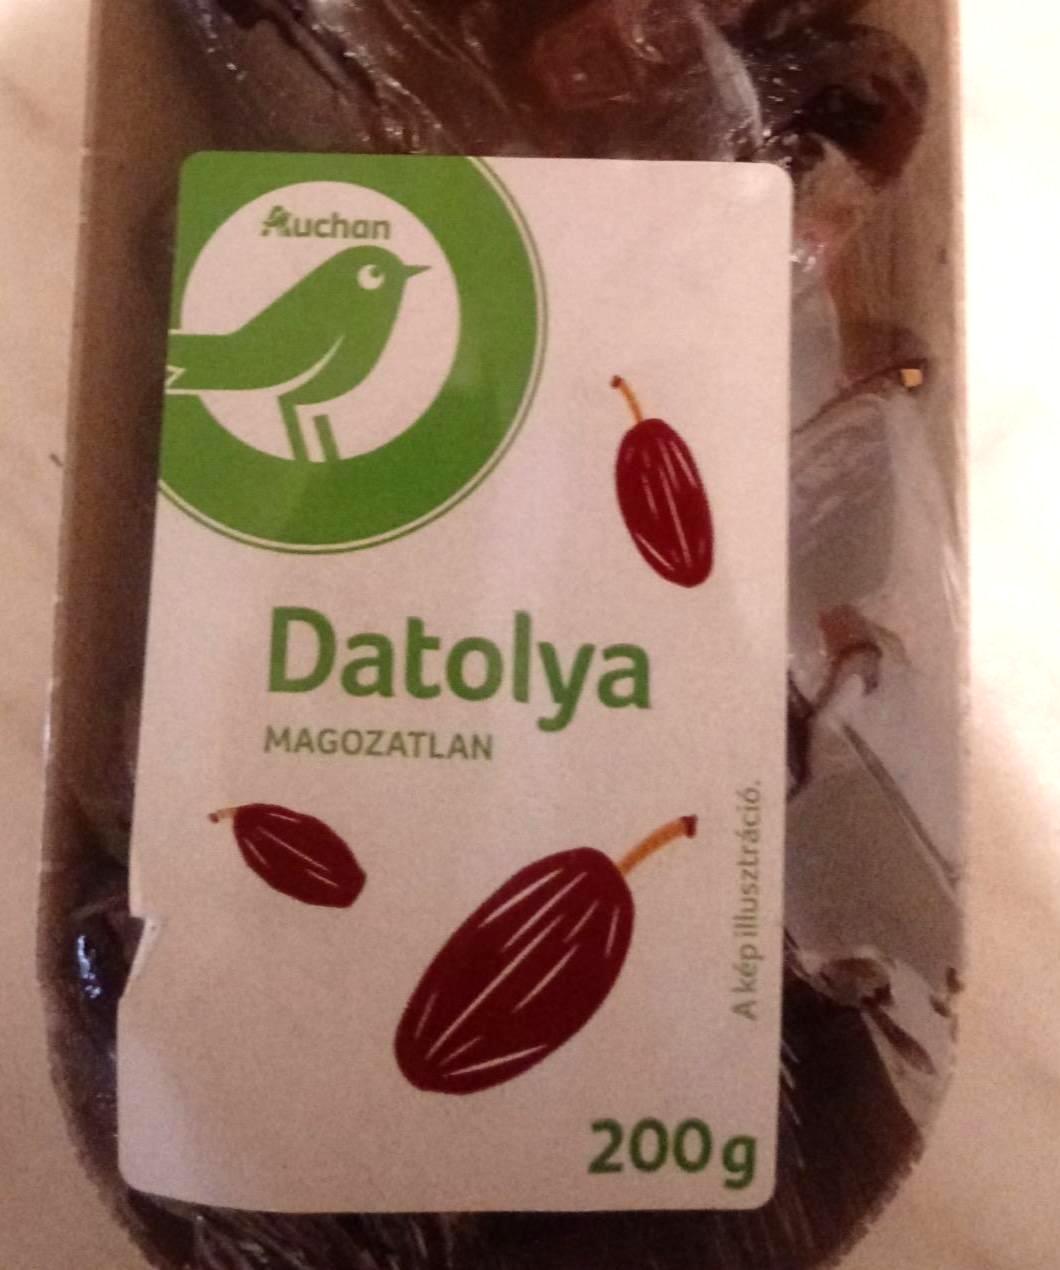 Auchan
Datolya
MAGOZATLAN
A kép illusztráció.
200g